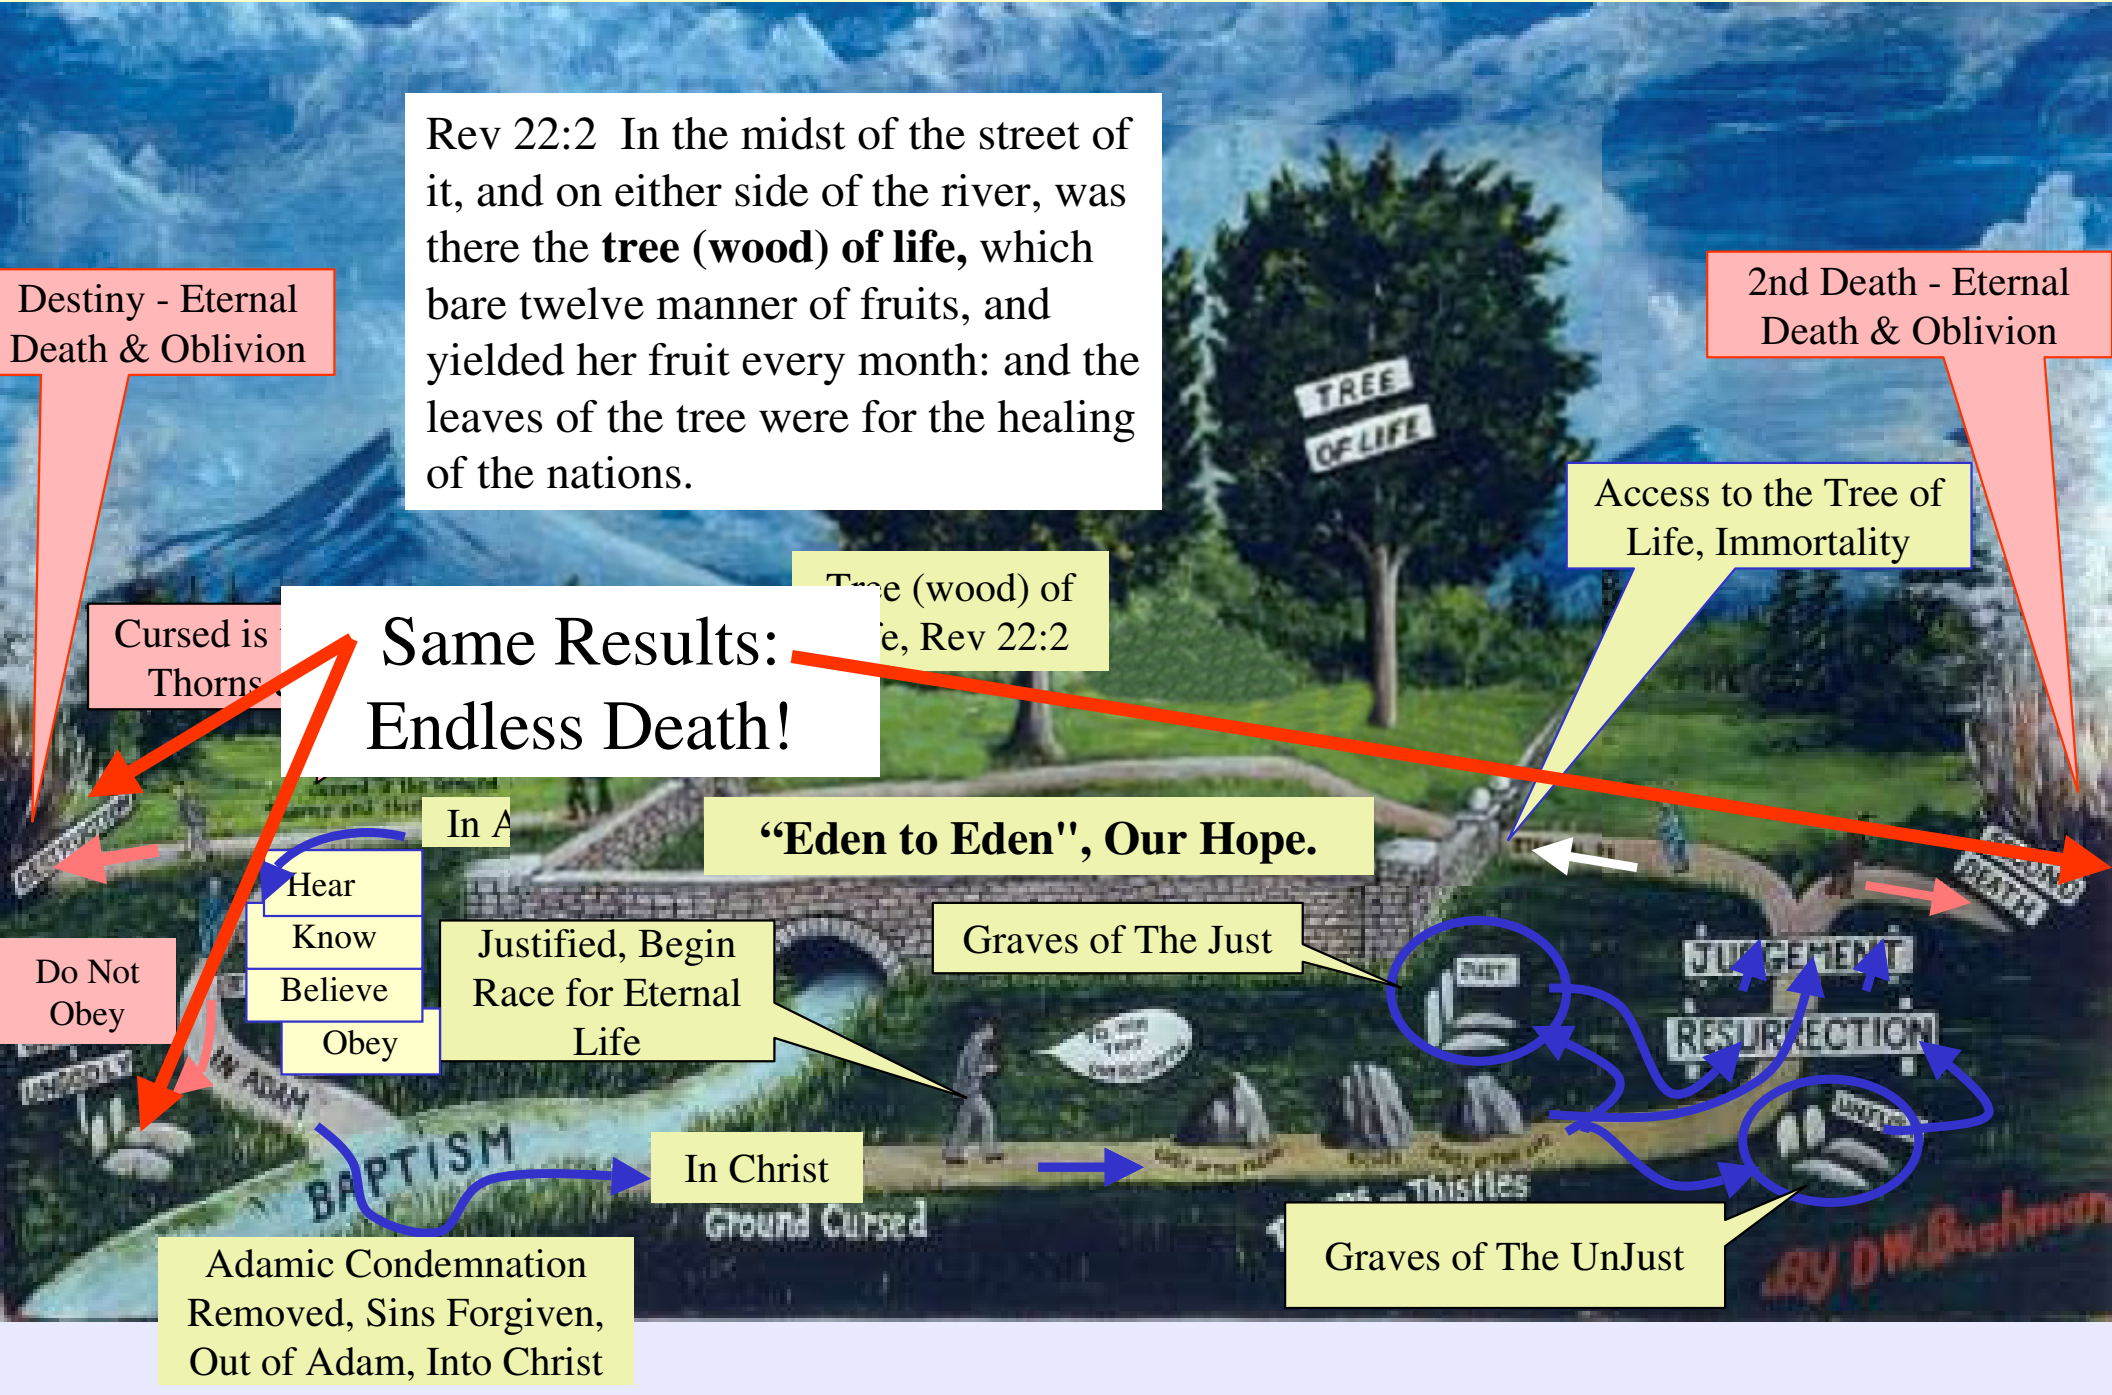 Rev 22:2 In the midst of the street of
it, and on either side of the river, was
there the tree (wood) of life, which
bare twelve manner of fruits, and
yielded her fruit every month: and the
leaves of the tree were for the healing
of the nations.
Destiny - Eternal
Death & Oblivion
2nd Death - Eternal
Death & Oblivion
TREE
OF LIFE
Access to the Tree of
Life, Immortality
Tree (wood) of
Rev 22:2
Cursed is
Thorns
Same Results:
Endless Death!
In A
"Eden to Eden", Our Hope.
Hear
Know
Believe
Obey
Justified, Begin
Race for Eternal
Life
Graves of The Just
JUST
DEATH
JUDGEMENT
RESURRECTION
Do Not
Obey
UNGODLY
IN ADAM
BAPTISM
In Christ
Ground Cursed
Thistles
Graves of The UnJust
By D.W. Bushman
Adamic Condemnation
Removed, Sins Forgiven,
Out of Adam, Into Christ